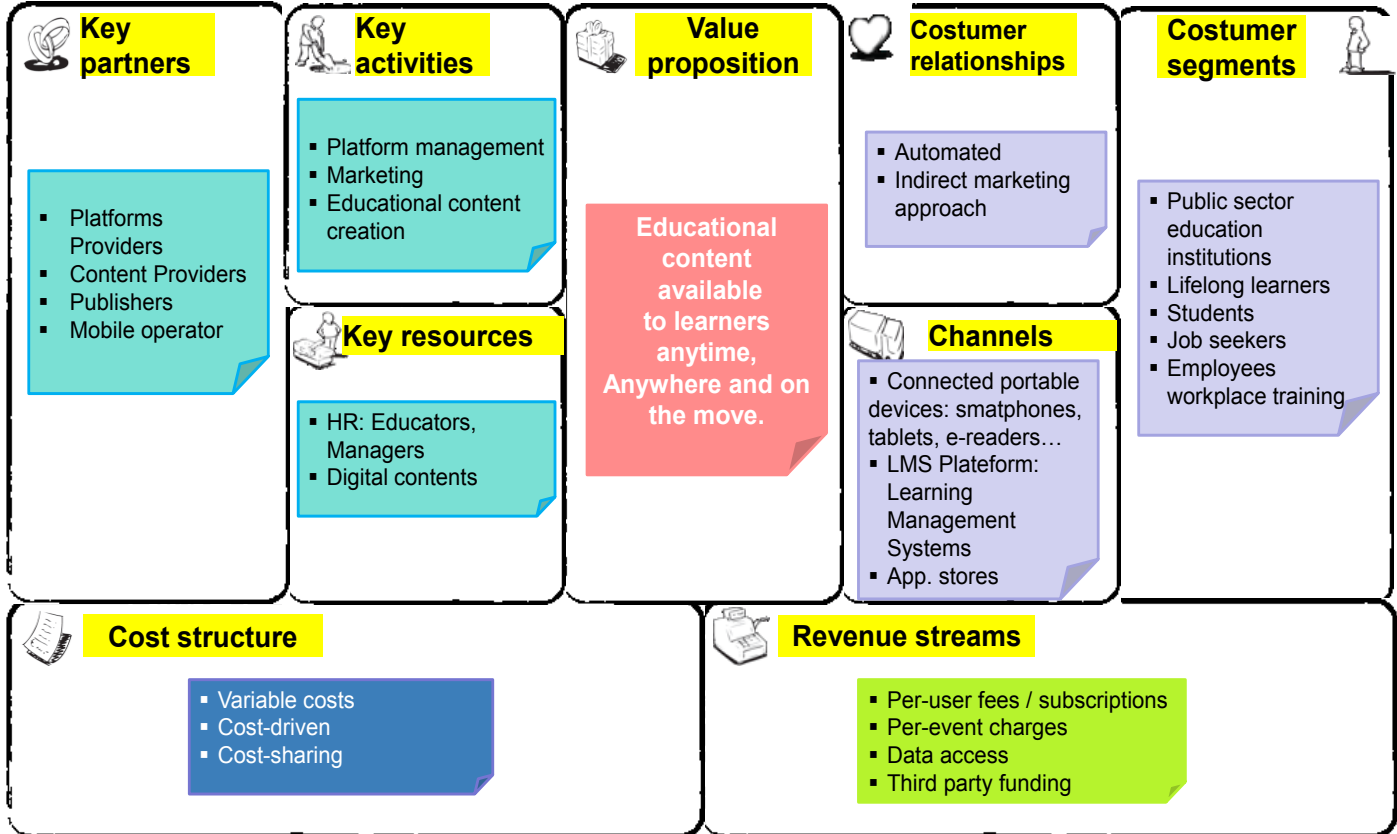 Key
partners
▪ Platforms
Providers
▪ Content Providers
▪ Publishers
▪ Mobile operator
Key
activities
▪ Platform management
▪ Marketing
▪ Educational content
creation
Key resources
▪ HR: Educators,
Managers
▪ Digital contents
Value
proposition
Educational
content
available
to learners
anytime,
Anywhere and on
the move.
Costumer
relationships
▪ Automated
▪ Indirect marketing
approach
Channels
▪ Connected portable
devices: smatphones,
tablets, e-readers…
▪ LMS Plateform:
Learning
Management
Systems
▪ App. stores
Costumer
segments
▪ Public sector
education
institutions
▪ Lifelong learners
▪ Students
▪ Job seekers
▪ Employees
workplace training
Cost structure
▪ Variable costs
▪ Cost-driven
▪ Cost-sharing
Revenue streams
▪ Per-user fees / subscriptions
▪ Per-event charges
▪ Data access
▪ Third party funding